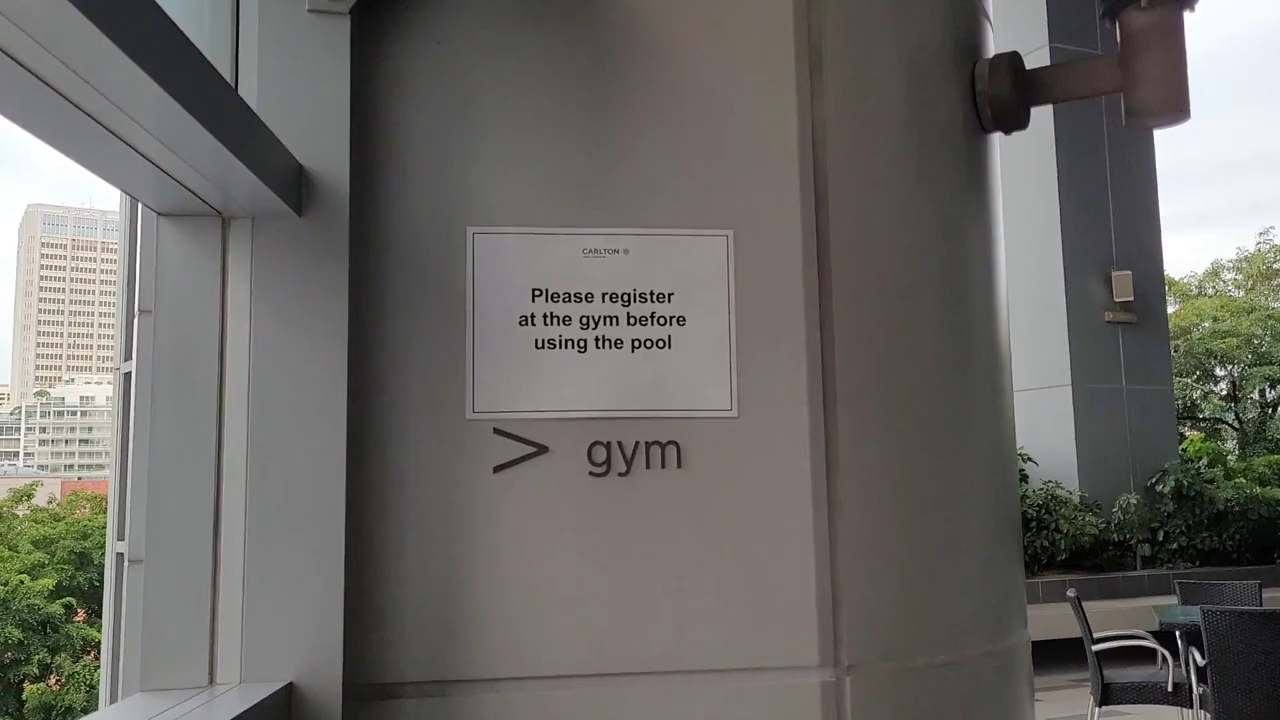 CARLTON
Please register
at the gym before
using the pool
> gym